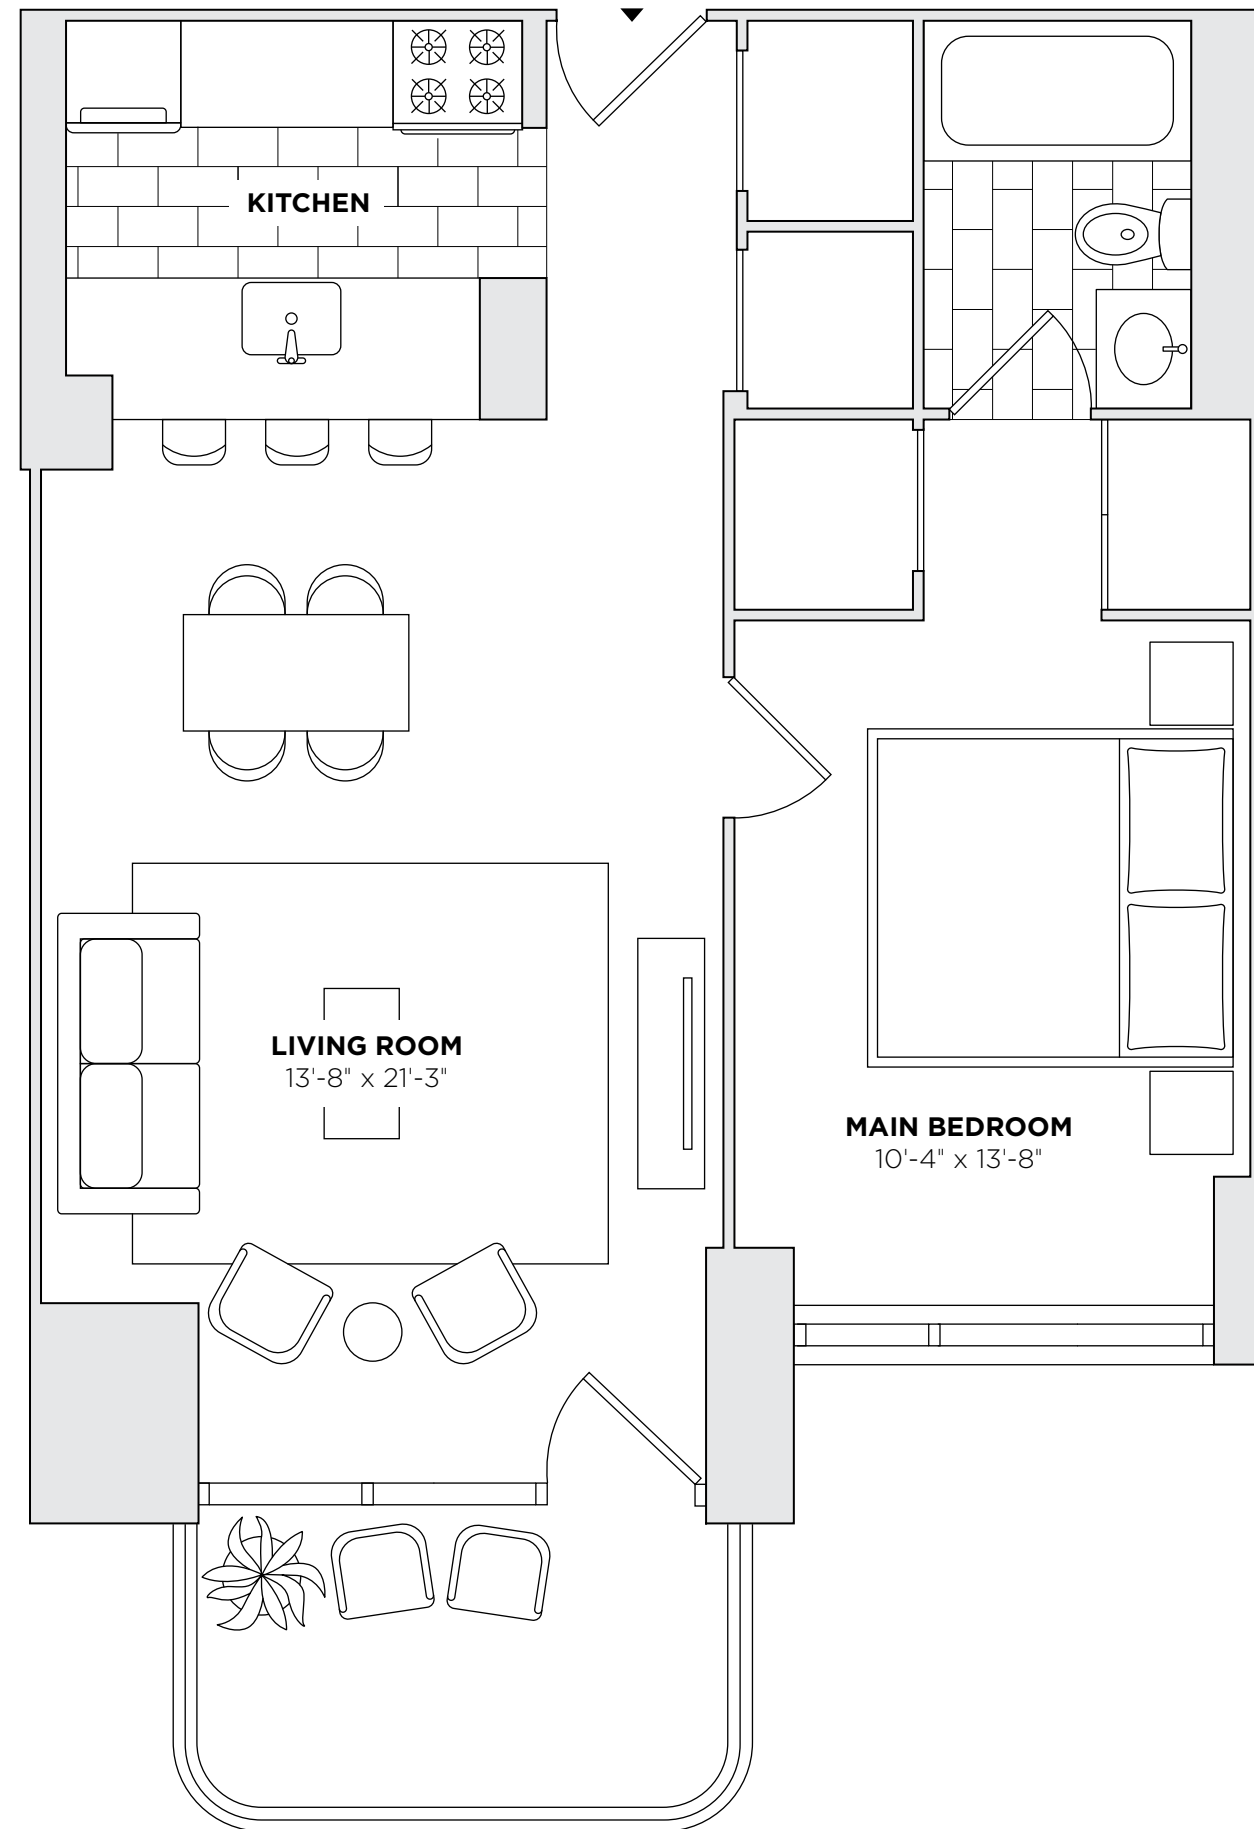 KITCHEN
LIVING ROOM
13'-8" x 21'-3"
MAIN BEDROOM
10'-4" x 13'-8"